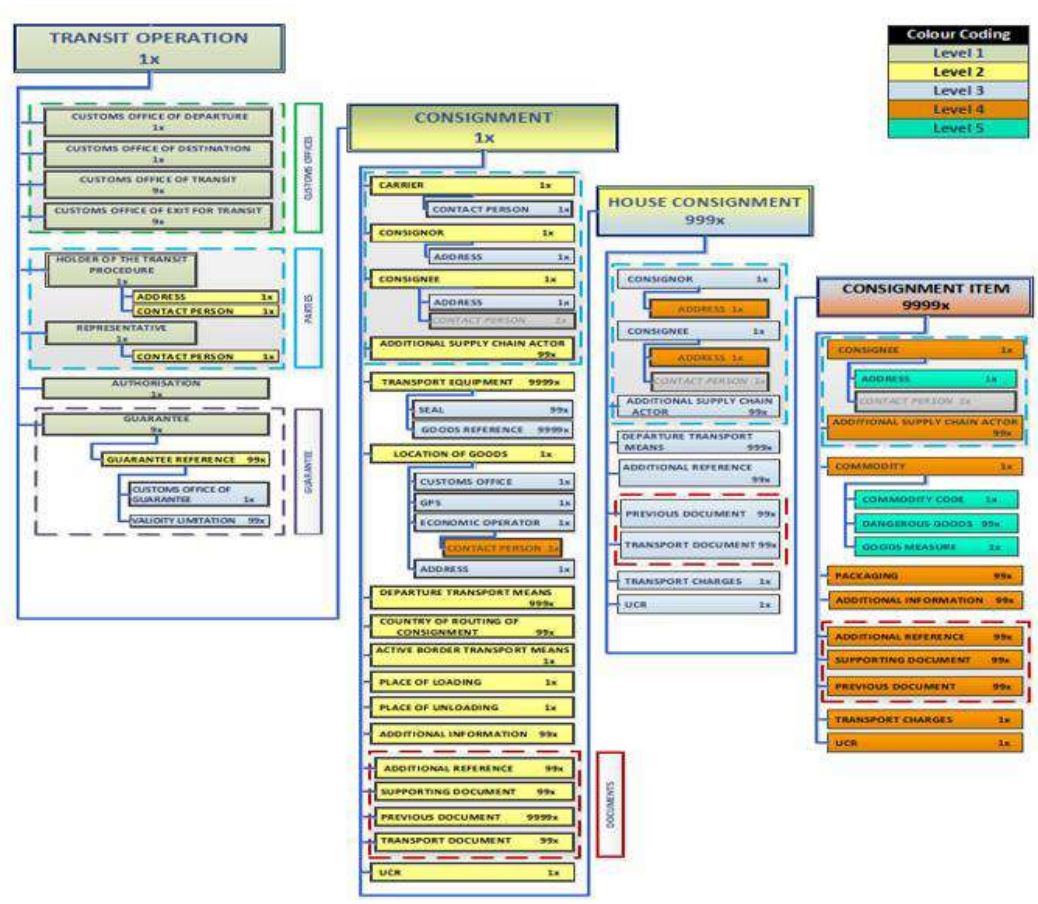 TRANSIT OPERATION
1x
CUSTOMS OFFICE OF DEPARTURE
1x
CUSTOMS OFFICE OF DESTINATION
1x
CUSTOMS OFFICE OF TRANSIT
9x
CUSTOMS OFFICE OF EXIT FOR TRANSIT
9x
CUSTOMS OFFICES
HOLDER OF THE TRANSIT
PROCEDURE
1x
ADDRESS 1x
CONTACT PERSON 1x
REPRESENTATIVE
1x
CONTACT PERSON 1x
PARTIES
AUTHORISATION
1x
GUARANTEE
9x
GUARANTEE REFERENCE 99x
CUSTOMS OFFICE OF
GUARANTEE 1x
VALIDITY LIMITATION 99x
GUARANTEE
CONSIGNMENT
1x
CARRIER 1x
CONTACT PERSON 1x
CONSIGNOR 1x
ADDRESS 1x
CONSIGNEE 1x
ADDRESS 1x
CONTACT PERSON 1x
ADDITIONAL SUPPLY CHAIN ACTOR
99x
TRANSPORT EQUIPMENT 9999x
SEAL 99x
GOODS REFERENCE 9999x
LOCATION OF GOODS 1x
CUSTOMS OFFICE 1x
GPS 1x
ECONOMIC OPERATOR 1x
CONTACT PERSON 1x
ADDRESS 1x
DEPARTURE TRANSPORT MEANS
999x
COUNTRY OF ROUTING OF
CONSIGNMENT 99x
ACTIVE BORDER TRANSPORT MEANS
1x
PLACE OF LOADING 1x
PLACE OF UNLOADING 1x
ADDITIONAL INFORMATION 99x
ADDITIONAL REFERENCE 99x
SUPPORTING DOCUMENT 99x
PREVIOUS DOCUMENT 9999x
TRANSPORT DOCUMENT 99x
DOCUMENTS
UCR 1x
HOUSE CONSIGNMENT
999x
CONSIGNOR 1x
ADDRESS 1x
CONSIGNEE 1x
ADDRESS 1x
CONTACT PERSON 1x
ADDITIONAL SUPPLY CHAIN
ACTOR 99x
DEPARTURE TRANSPORT
MEANS 999x
ADDITIONAL REFERENCE
99x
PREVIOUS DOCUMENT 99x
TRANSPORT DOCUMENT 99x
TRANSPORT CHARGES 1x
UCR 1x
Colour Coding
Level 1
Level 2
Level 3
Level 4
Level 5
CONSIGNMENT ITEM
9999x
CONSIGNEE 1x
ADDRESS 1x
CONTACT PERSON 1x
ADDITIONAL SUPPLY CHAIN ACTOR
99x
COMMODITY 1x
COMMODITY CODE 1x
DANGEROUS GOODS 99x
GOODS MEASURE 1x
PACKAGING 99x
ADDITIONAL INFORMATION 99x
ADDITIONAL REFERENCE 99x
SUPPORTING DOCUMENT 99x
PREVIOUS DOCUMENT 99x
TRANSPORT CHARGES 1x
UCR 1x